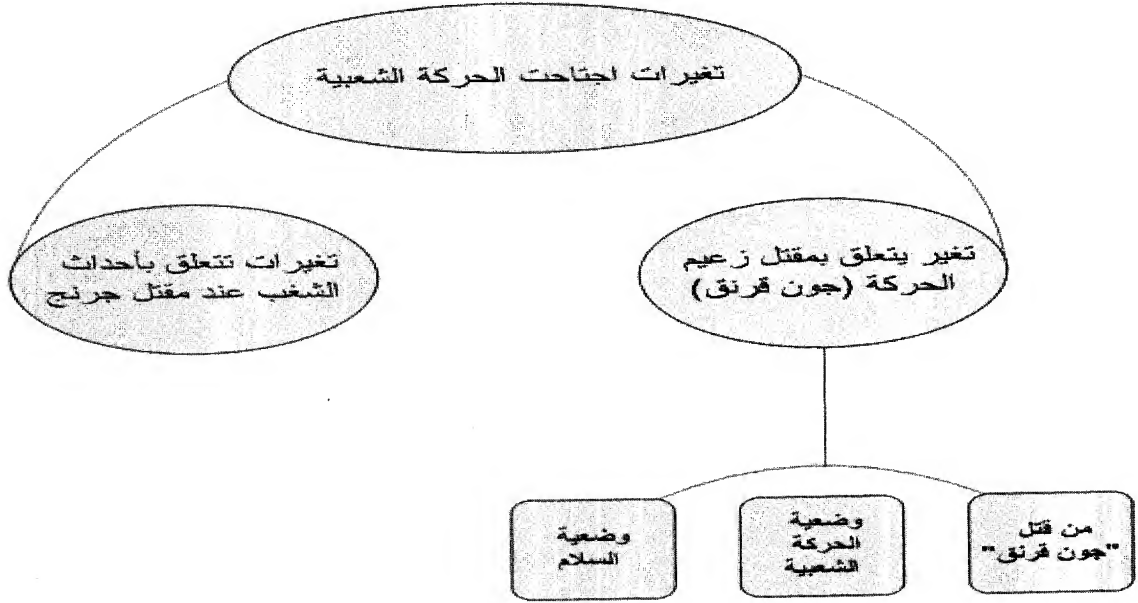 تغيرات اجتاحت الحركة الشعبية
تغير يتعلق بمقتل زعيم
الحركة (جون قرنق)
تغيرات تتعلق بأحداث
الشغب عند مقتل جرنج
من قتل
"جون قرنق"
وضعية
الحركة
الشعبية
وضعية
السلام